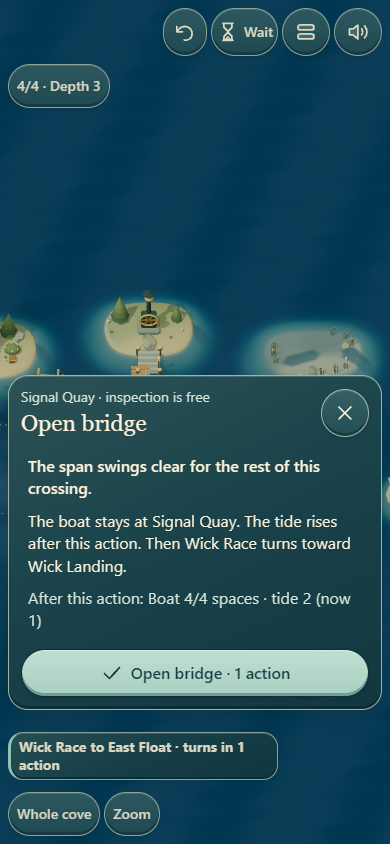 Wait
4/4 · Depth 3
Signal Quay · inspection is free
Open bridge
The span swings clear for the rest of this
crossing.
The boat stays at Signal Quay. The tide rises
after this action. Then Wick Race turns toward
Wick Landing.
After this action: Boat 4/4 spaces · tide 2 (now
1)
Open bridge · 1 action
Wick Race to East Float · turns in 1
action
Whole cove
Zoom